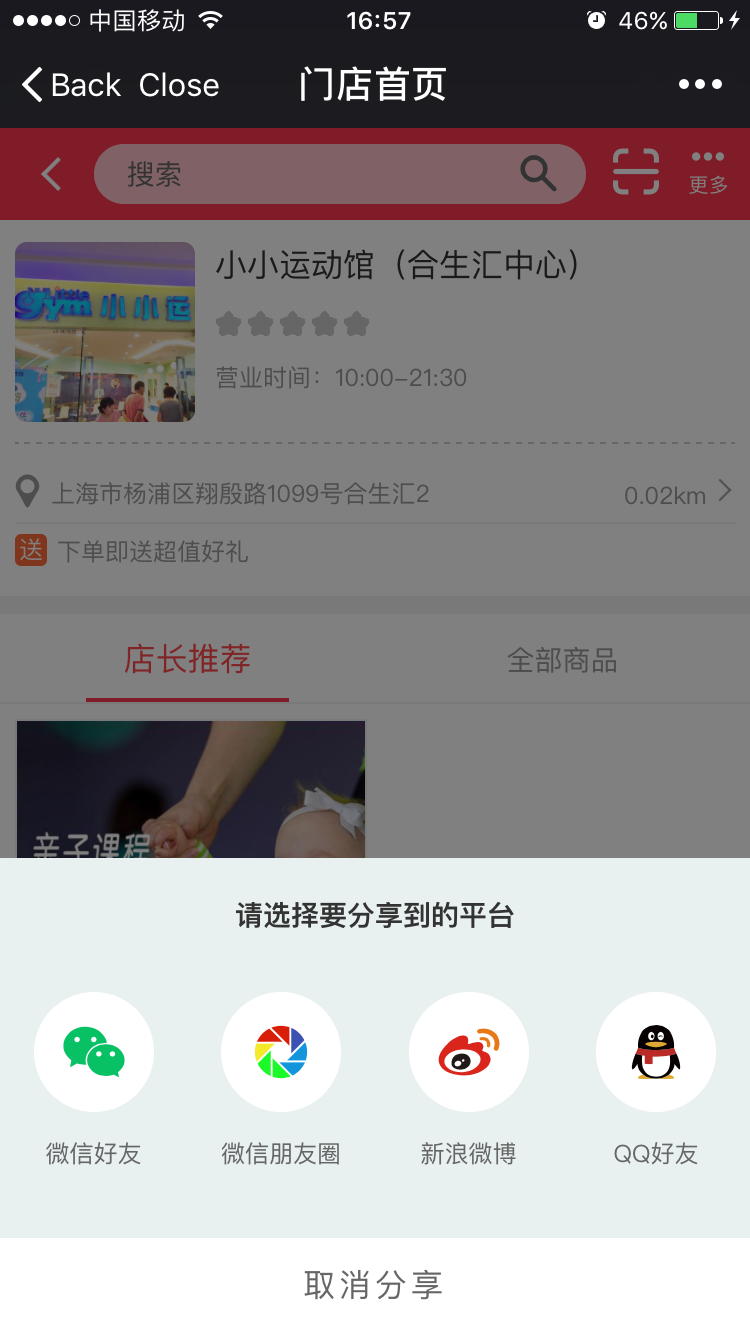 中国移动 16:57 46%
Back Close 门店首页
搜索 更多
小小运动馆（合生汇中心）
gym 小小运
营业时间：10:00-21:30
上海市杨浦区翔殷路1099号合生汇2 0.02km
送 下单即送超值好礼
店长推荐 全部商品
亲子课程
请选择要分享到的平台
微信好友 微信朋友圈 新浪微博 QQ好友
取消分享